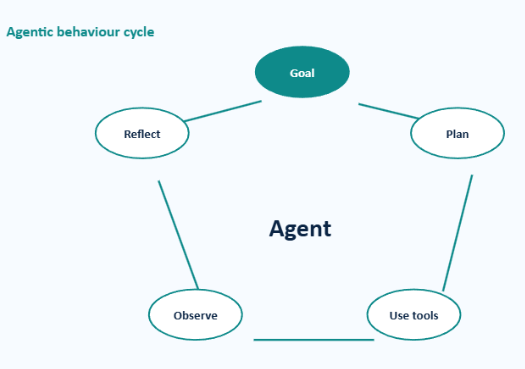 Agentic behaviour cycle
Goal
Reflect
Plan
Agent
Observe
Use tools